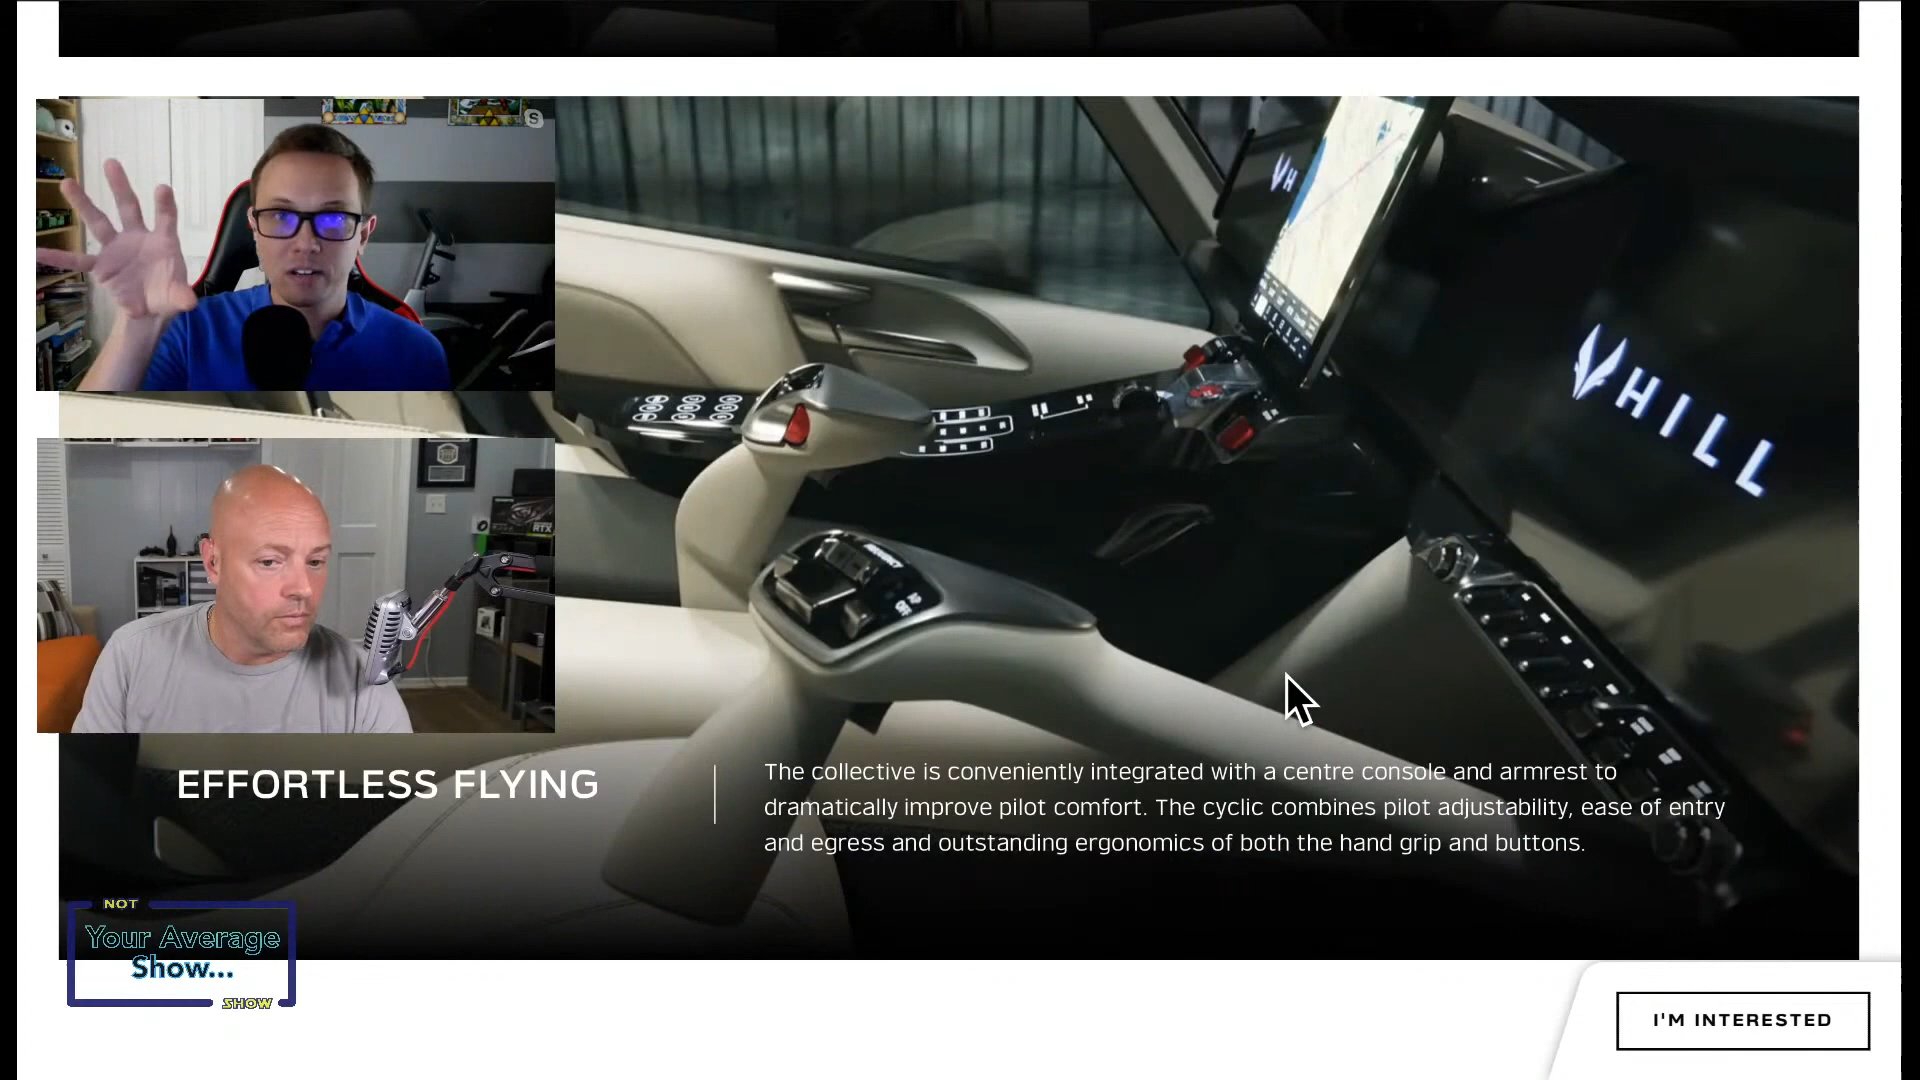 S
H
HILL
AP
OFF
EFFORTLESS FLYING
The collective is conveniently integrated with a centre console and armrest to
dramatically improve pilot comfort. The cyclic combines pilot adjustability, ease of entry
and egress and outstanding ergonomics of both the hand grip and buttons.
NOT
Your Average
Show...
SHOW
I'M INTERESTED